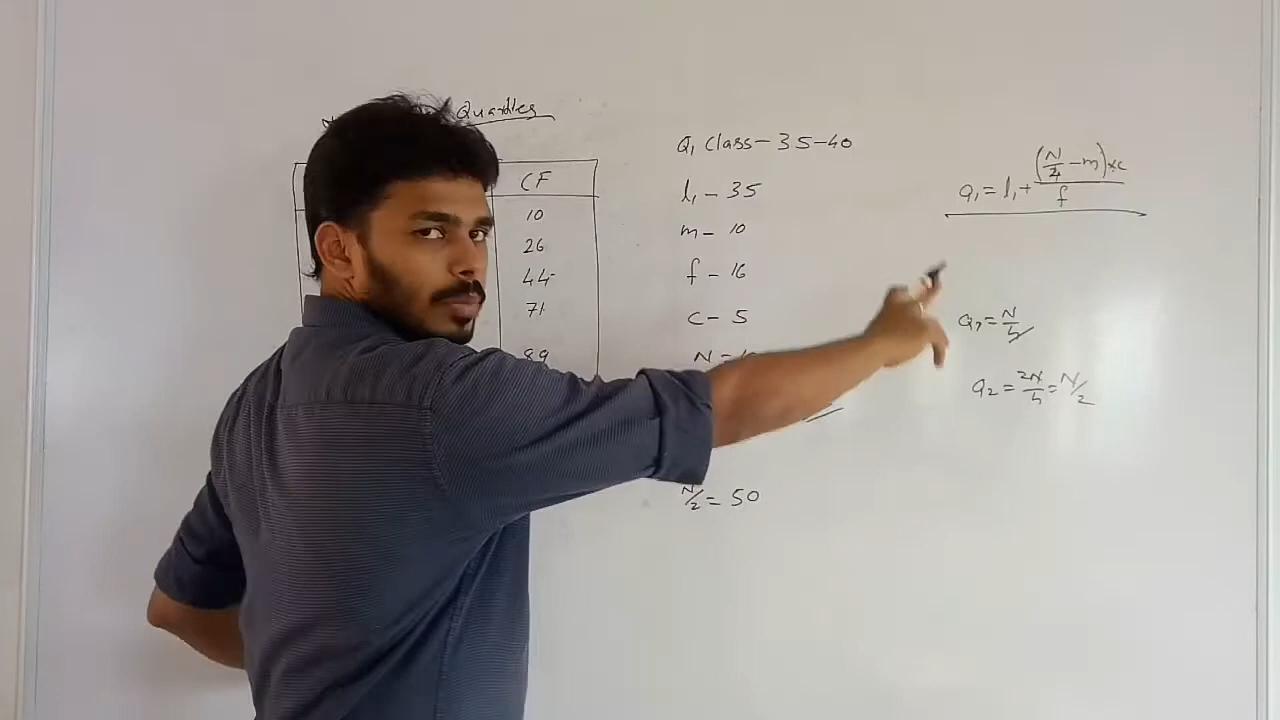 Quartiles
CF
10
26
44
71
89
Q₁ Class - 35-40
l₁ - 35
m - 10
f - 16
c - 5
N/2 = 50
Q₁ = l₁ + (N/4 - m) × c / f
Q₁ = N/4
Q₂ = 2N/4 = N/2